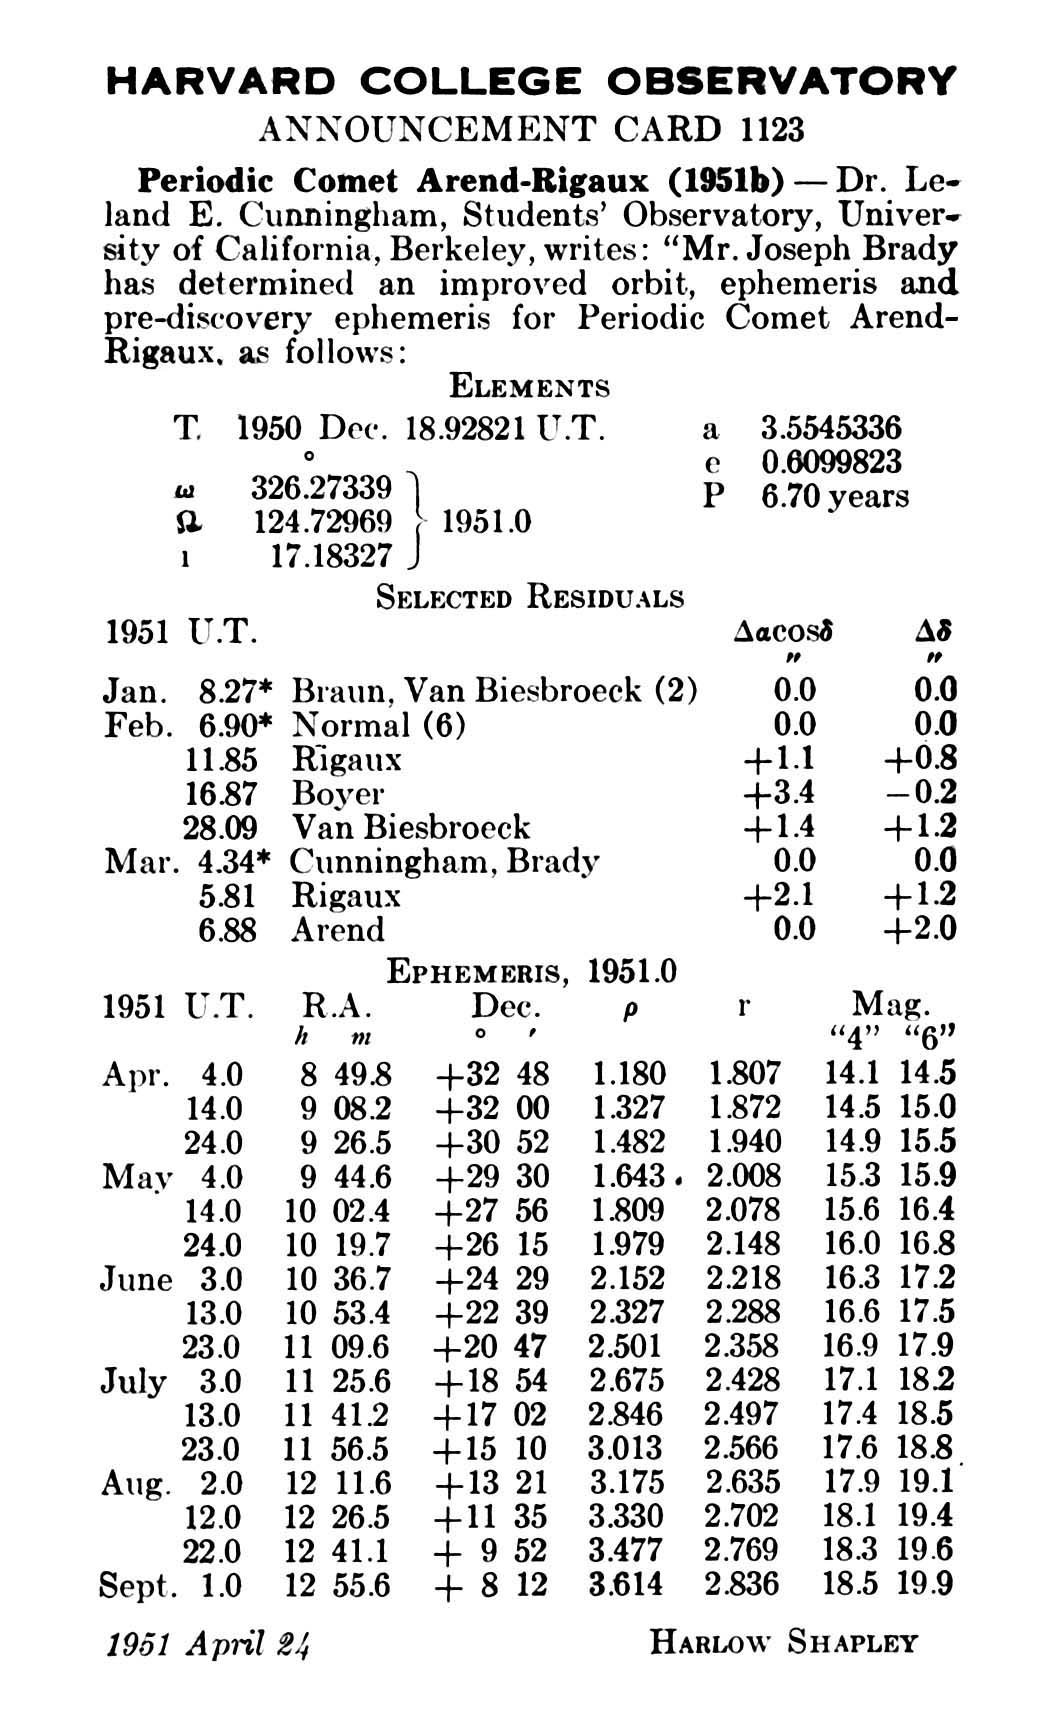 HARVARD COLLEGE OBSERVATORY
ANNOUNCEMENT CARD 1123
Periodic Comet Arend-Rigaux (1951b) — Dr. Le-
land E. Cunningham, Students' Observatory, Univer-
sity of California, Berkeley, writes: "Mr. Joseph Brady
has determined an improved orbit, ephemeris and
pre-discovery ephemeris for Periodic Comet Arend-
Rigaux, as follows:
ELEMENTS
T. 1950 Dec. 18.92821 U.T. a 3.5545336
° e 0.6099823
ω 326.27339 P 6.70 years
Ω 124.72969 } 1951.0
ι 17.18327
SELECTED RESIDUALS
1951 U.T. Δαcosδ Δδ
" "
Jan. 8.27* Braun, Van Biesbroeck (2) 0.0 0.0
Feb. 6.90* Normal (6) 0.0 0.0
11.85 Rigaux +1.1 +0.8
16.87 Boyer +3.4 −0.2
28.09 Van Biesbroeck +1.4 +1.2
Mar. 4.34* Cunningham, Brady 0.0 0.0
5.81 Rigaux +2.1 +1.2
6.88 Arend 0.0 +2.0
EPHEMERIS, 1951.0
1951 U.T. R.A. Dec. ρ r Mag.
h m ° ′ "4" "6"
Apr. 4.0 8 49.8 +32 48 1.180 1.807 14.1 14.5
14.0 9 08.2 +32 00 1.327 1.872 14.5 15.0
24.0 9 26.5 +30 52 1.482 1.940 14.9 15.5
May 4.0 9 44.6 +29 30 1.643 2.008 15.3 15.9
14.0 10 02.4 +27 56 1.809 2.078 15.6 16.4
24.0 10 19.7 +26 15 1.979 2.148 16.0 16.8
June 3.0 10 36.7 +24 29 2.152 2.218 16.3 17.2
13.0 10 53.4 +22 39 2.327 2.288 16.6 17.5
23.0 11 09.6 +20 47 2.501 2.358 16.9 17.9
July 3.0 11 25.6 +18 54 2.675 2.428 17.1 18.2
13.0 11 41.2 +17 02 2.846 2.497 17.4 18.5
23.0 11 56.5 +15 10 3.013 2.566 17.6 18.8
Aug. 2.0 12 11.6 +13 21 3.175 2.635 17.9 19.1
12.0 12 26.5 +11 35 3.330 2.702 18.1 19.4
22.0 12 41.1 + 9 52 3.477 2.769 18.3 19.6
Sept. 1.0 12 55.6 + 8 12 3.614 2.836 18.5 19.9
1951 April 24 HARLOW SHAPLEY